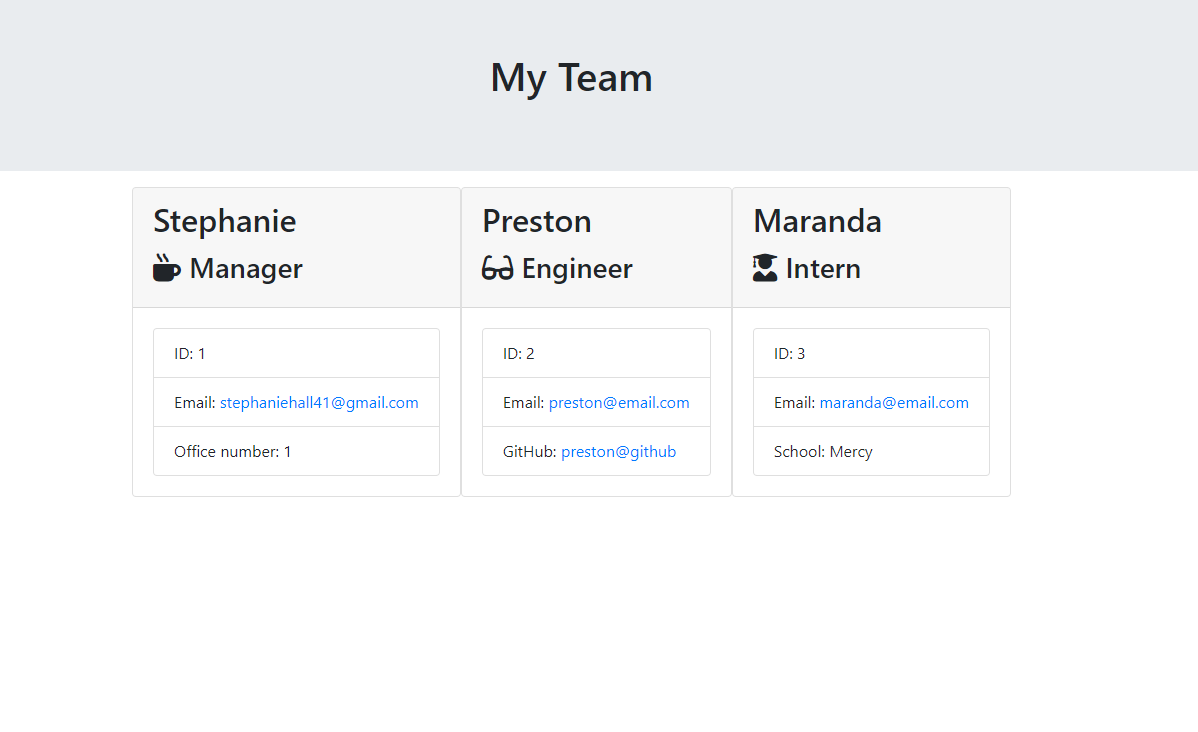 My Team
Stephanie
Manager
ID: 1
Email: stephaniehall41@gmail.com
Office number: 1
Preston
Engineer
ID: 2
Email: preston@email.com
GitHub: preston@github
Maranda
Intern
ID: 3
Email: maranda@email.com
School: Mercy